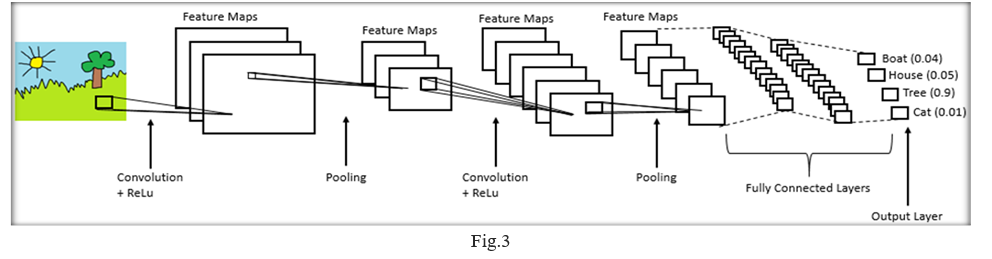 Feature Maps
Feature Maps
Feature Maps
Feature Maps
Boat (0.04)
House (0.05)
Tree (0.9)
Cat (0.01)
Convolution
+ ReLu
Pooling
Convolution
+ ReLu
Pooling
Fully Connected Layers
Output Layer
Fig.3